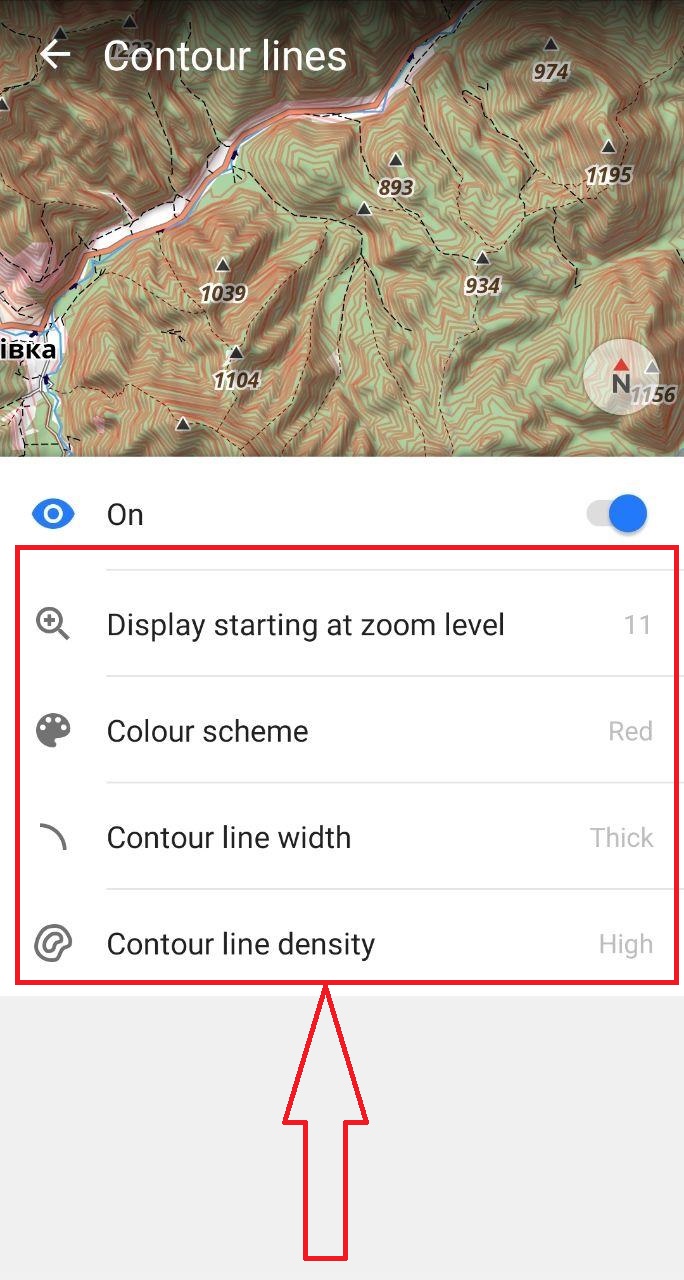 Contour lines
974
1195
893
934
1039
івка
1104
N
1156
On
Display starting at zoom level 11
Colour scheme Red
Contour line width Thick
Contour line density High